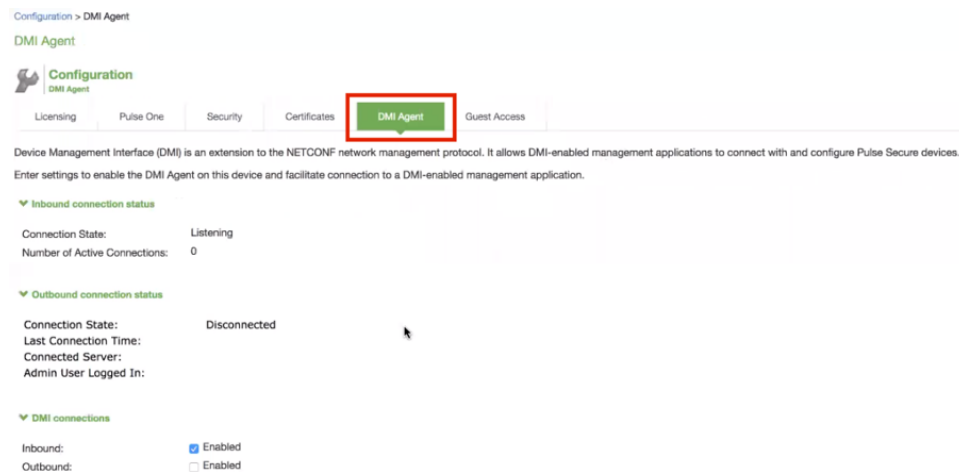 Configuration > DMI Agent
DMI Agent
Configuration
DMI Agent
Licensing Pulse One Security Certificates DMI Agent Guest Access
Device Management Interface (DMI) is an extension to the NETCONF network management protocol. It allows DMI-enabled management applications to connect with and configure Pulse Secure devices.
Enter settings to enable the DMI Agent on this device and facilitate connection to a DMI-enabled management application.
Inbound connection status
Connection State: Listening
Number of Active Connections: 0
Outbound connection status
Connection State: Disconnected
Last Connection Time:
Connected Server:
Admin User Logged In:
DMI connections
Inbound: Enabled
Outbound: Enabled